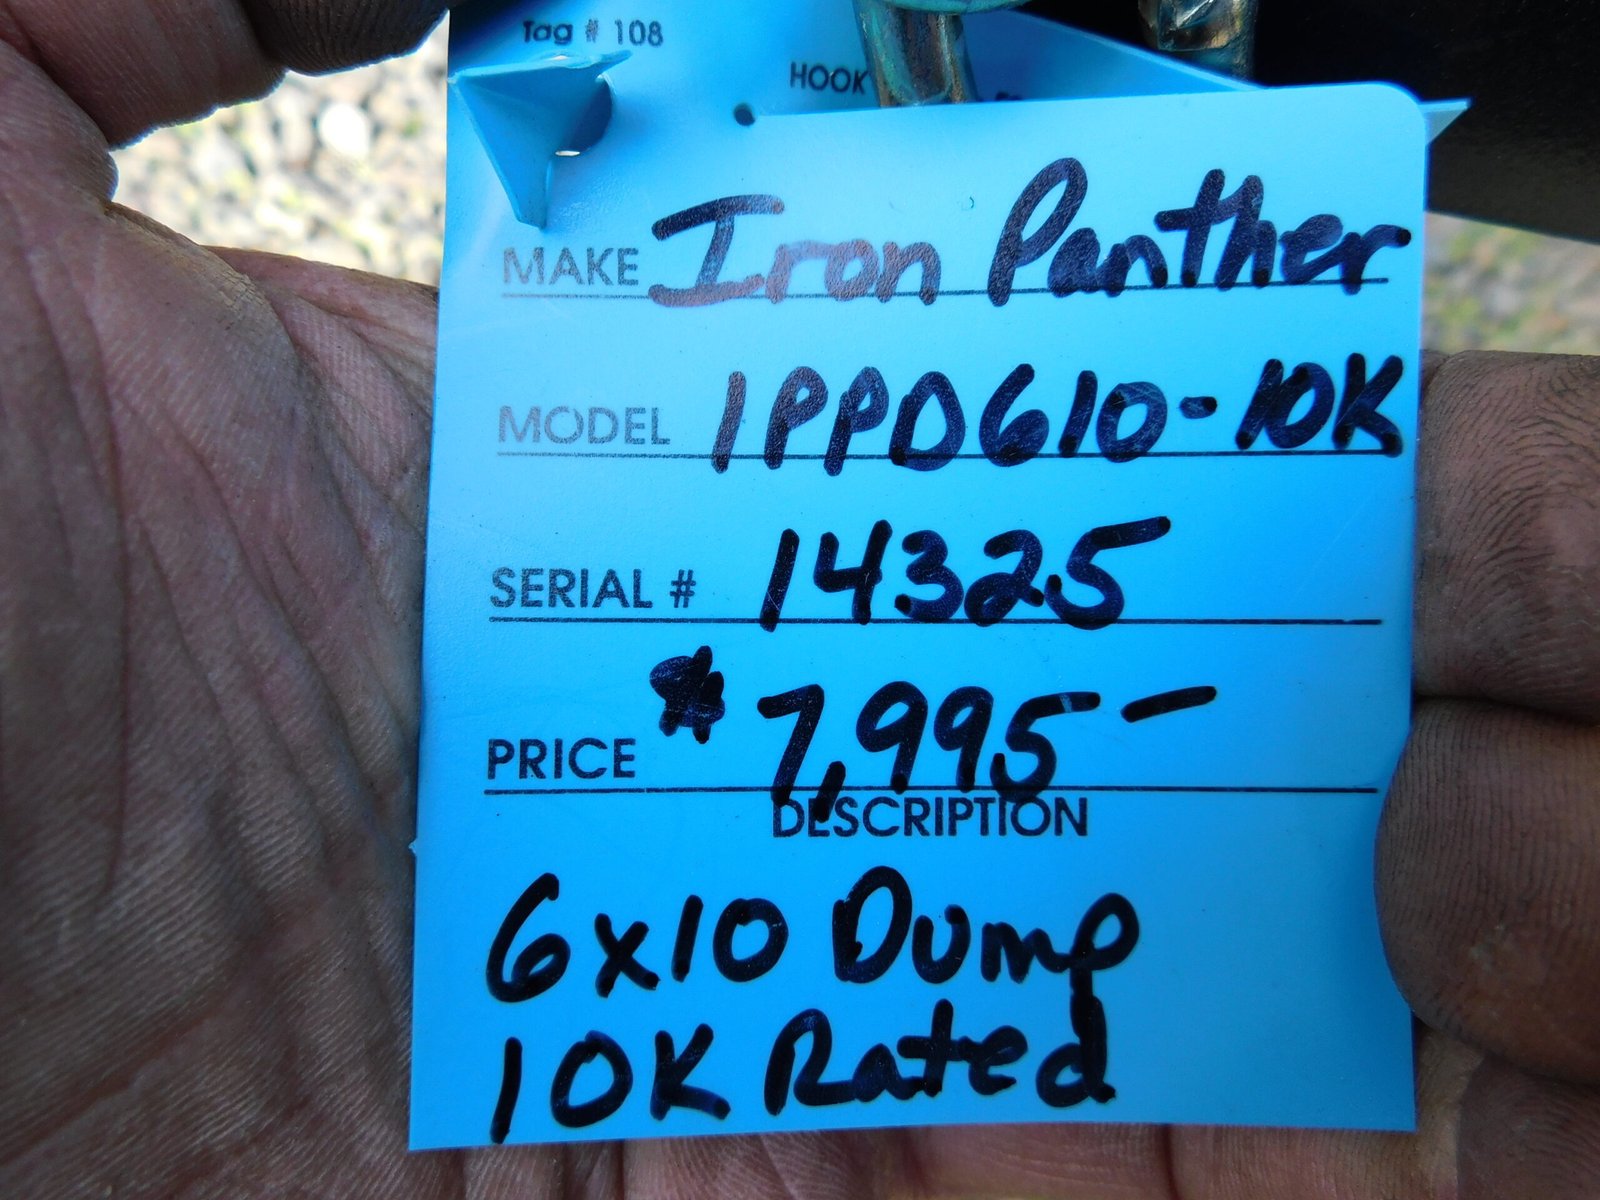 Tag # 108
HOOK
MAKE Iron Panther
MODEL IPPD610-10K
SERIAL # 14325
PRICE $7,995-
DESCRIPTION
6x10 Dump
10K Rated